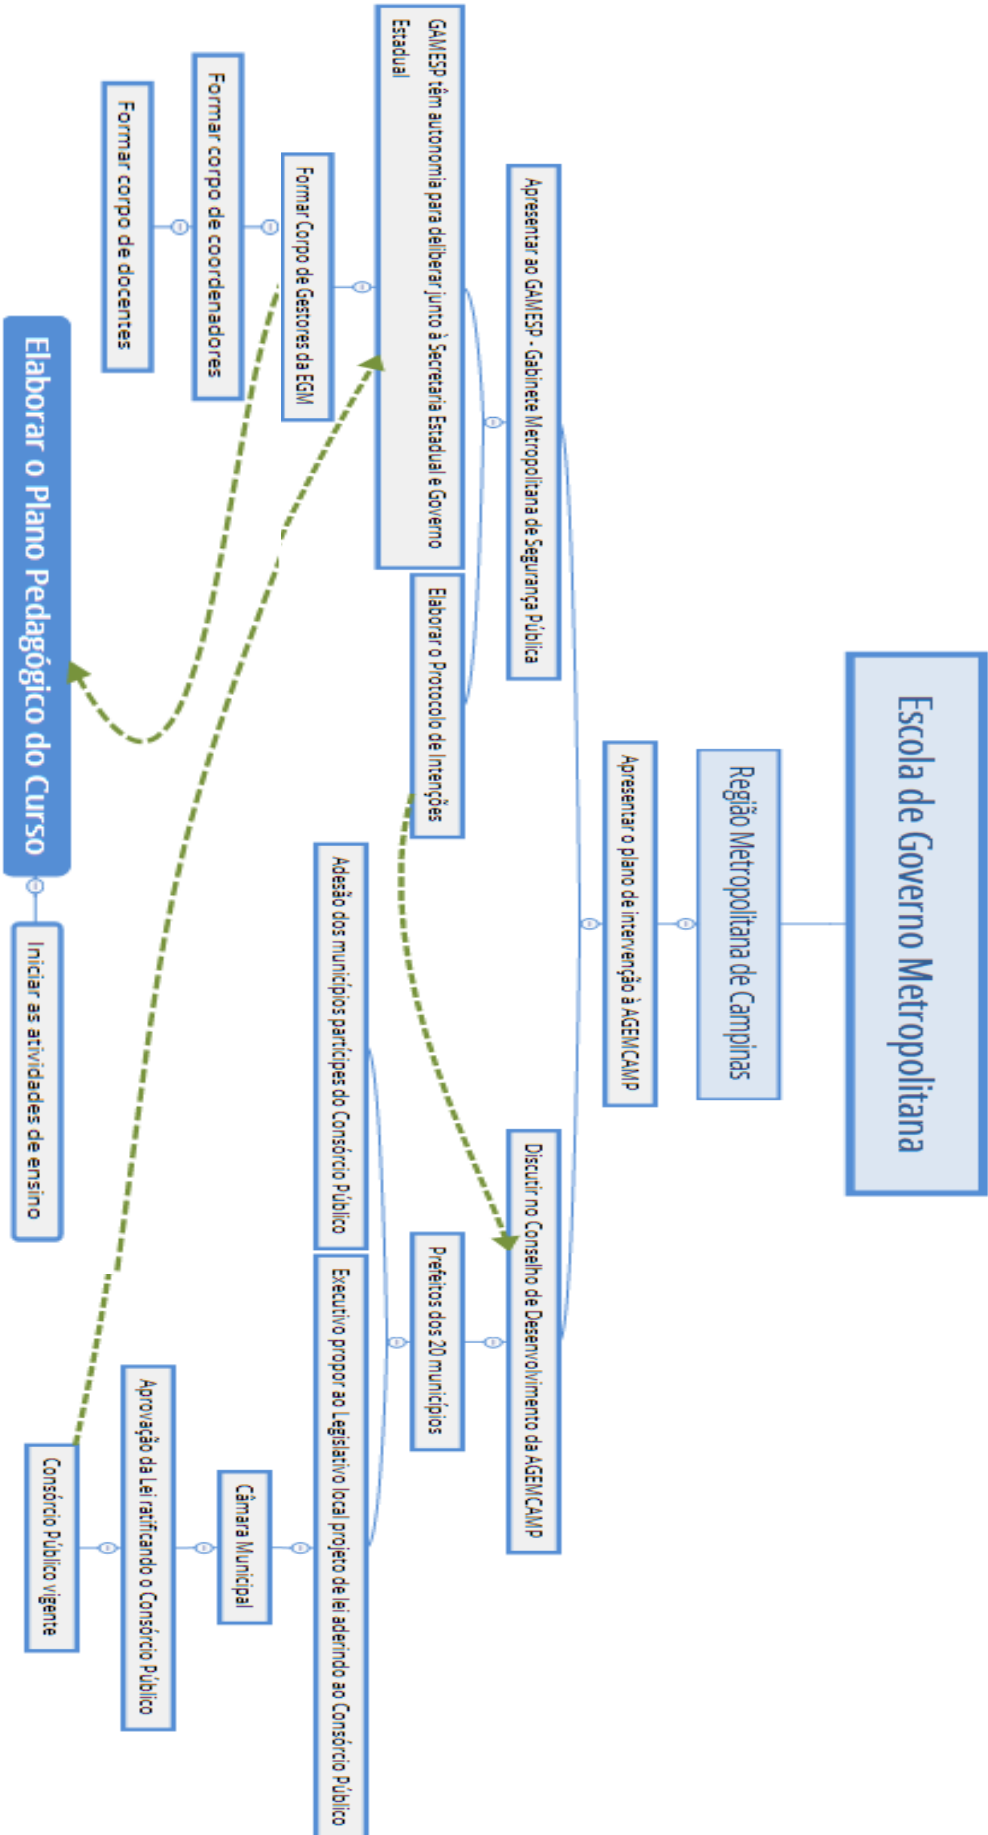 Escola de Governo Metropolitana
Região Metropolitana de Campinas
Apresentar o plano de intervenção à AGEMCAMP
Apresentar ao GAMESP - Gabinete Metropolitana de Segurança Pública
Discutir no Conselho de Desenvolvimento da AGEMCAMP
GAMESP têm autonomia para deliberar junto à Secretaria Estadual e Governo
Estadual
Elaborar o Protocolo de Intenções
Prefeitos dos 20 municípios
Formar Corpo de Gestores da EGM
Adesão dos municípios partícipes do Consórcio Público
Executivo propor ao Legislativo local projeto de lei aderindo ao Consórcio Público
Formar corpo de coordenadores
Câmara Municipal
Formar corpo de docentes
Aprovação da Lei ratificando o Consórcio Público
Consórcio Público vigente
Elaborar o Plano Pedagógico do Curso
Iniciar as atividades de ensino